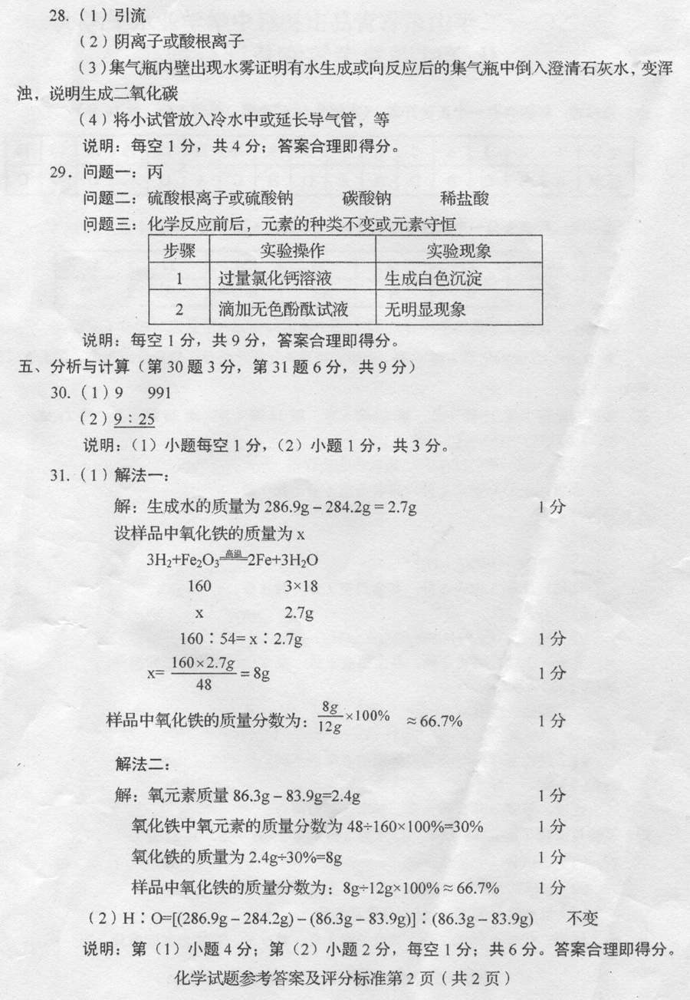 28.（1）引流
（2）阴离子或酸根离子
（3）集气瓶内壁出现水雾证明有水生成或向反应后的集气瓶中倒入澄清石灰水，变浑
浊，说明生成二氧化碳
（4）将小试管放入冷水中或延长导气管，等
说明：每空1分，共4分；答案合理即得分。
29．问题一：丙
问题二：硫酸根离子或硫酸钠 碳酸钠 稀盐酸
问题三：化学反应前后，元素的种类不变或元素守恒
步骤 实验操作 实验现象
1 过量氯化钙溶液 生成白色沉淀
2 滴加无色酚酞试液 无明显现象
说明：每空1分，共9分，答案合理即得分。
五、分析与计算（第30题3分，第31题6分，共9分）
30.（1）9 991
（2）9∶25
说明：（1）小题每空1分，（2）小题1分，共3分。
31.（1）解法一：
解：生成水的质量为286.9g－284.2g＝2.7g 1分
设样品中氧化铁的质量为x
3H₂+Fe₂O₃ 高温 2Fe+3H₂O
160 3×18
x 2.7g
160∶54= x∶2.7g 1分
x= 160×2.7g/48 = 8g 1分
样品中氧化铁的质量分数为：8g/12g ×100% ≈66.7% 1分
解法二：
解：氧元素质量86.3g－83.9g=2.4g 1分
氧化铁中氧元素的质量分数为48÷160×100%=30% 1分
氧化铁的质量为2.4g÷30%=8g 1分
样品中氧化铁的质量分数为：8g÷12g×100%≈66.7% 1分
（2）H∶O=[(286.9g－284.2g)－(86.3g－83.9g)]∶(86.3g－83.9g) 不变
说明：第（1）小题4分；第（2）小题2分，每空1分；共6分。答案合理即得分。
化学试题参考答案及评分标准第2页（共2页）